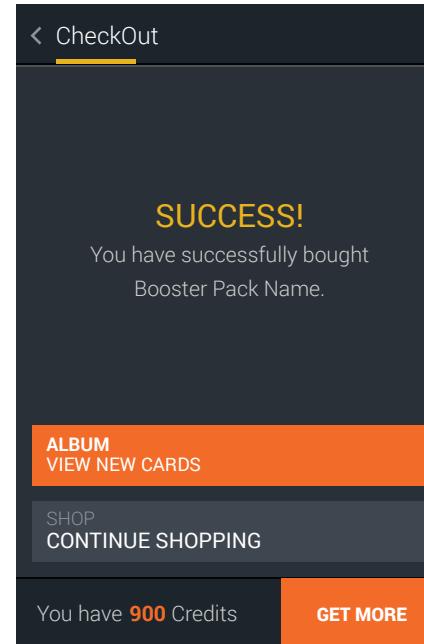 CheckOut
SUCCESS!
You have successfully bought
Booster Pack Name.
ALBUM
VIEW NEW CARDS
SHOP
CONTINUE SHOPPING
You have 900 Credits
GET MORE